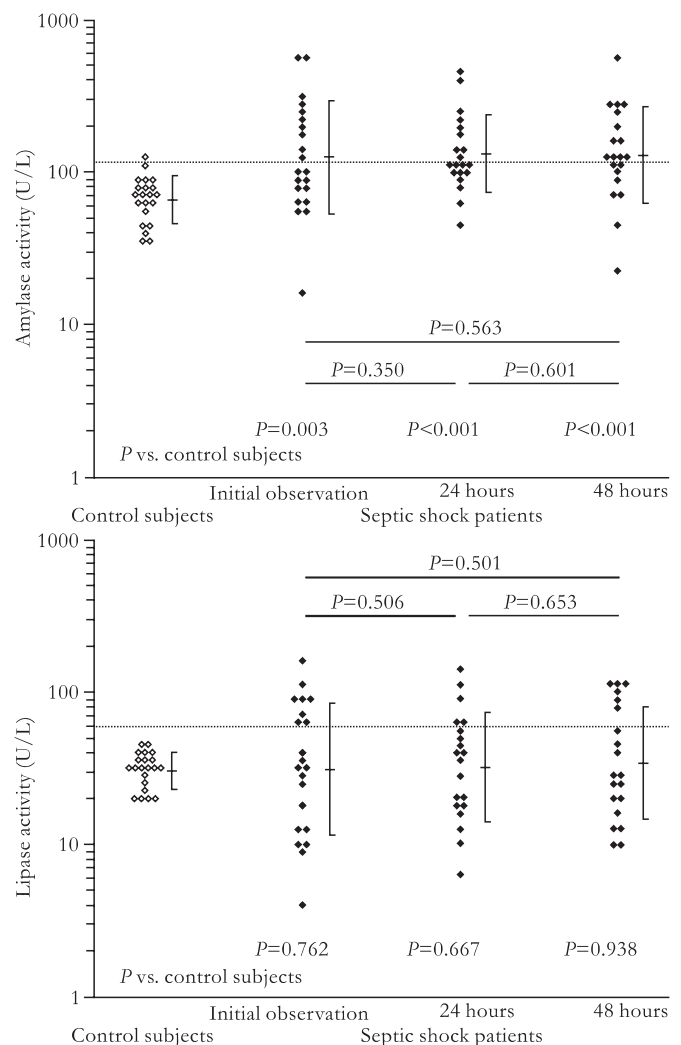 1000
100
10
1
Amylase activity (U/L)
P=0.563
P=0.350 P=0.601
P=0.003 P<0.001 P<0.001
P vs. control subjects
Initial observation 24 hours 48 hours
Control subjects Septic shock patients
1000
100
10
1
Lipase activity (U/L)
P=0.501
P=0.506 P=0.653
P=0.762 P=0.667 P=0.938
P vs. control subjects
Initial observation 24 hours 48 hours
Control subjects Septic shock patients